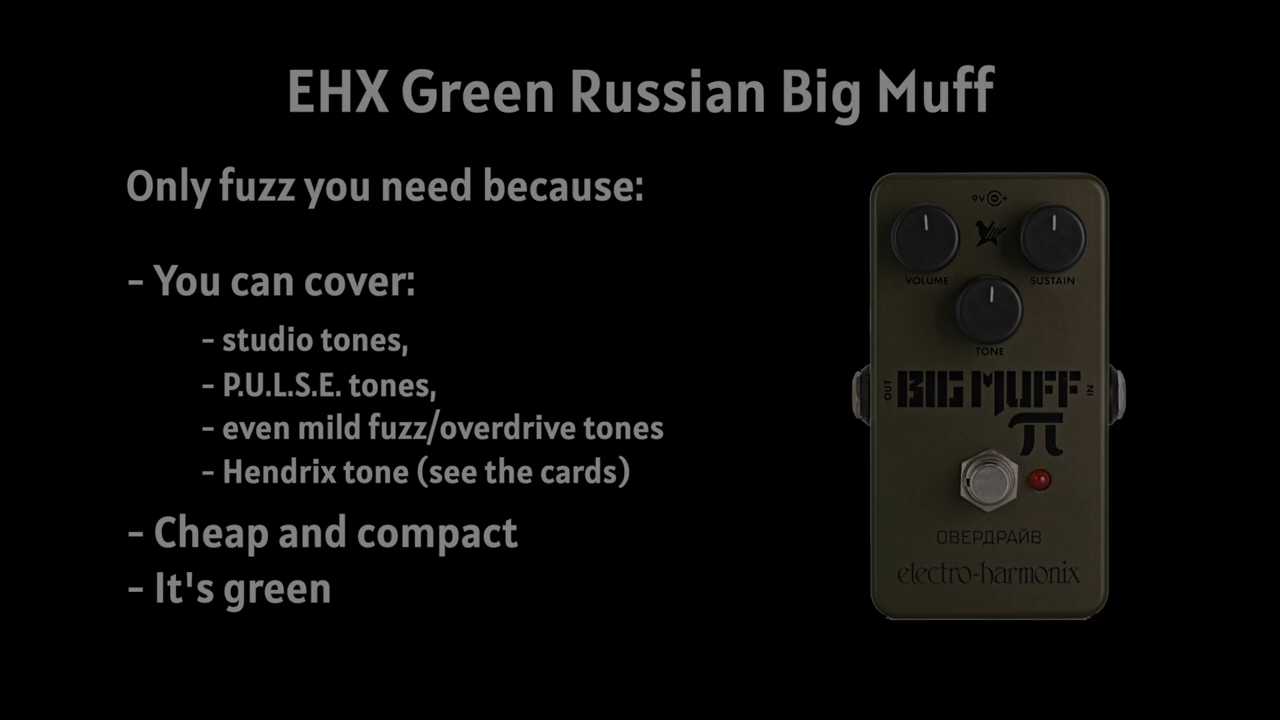 EHX Green Russian Big Muff
Only fuzz you need because:
- You can cover:
- studio tones,
- P.U.L.S.E. tones,
- even mild fuzz/overdrive tones
- Hendrix tone (see the cards)
- Cheap and compact
- It's green
9V
VOLUME
SUSTAIN
TONE
OUT
BIG MUFF
IN
π
ОВЕРДРАЙВ
electro-harmonix